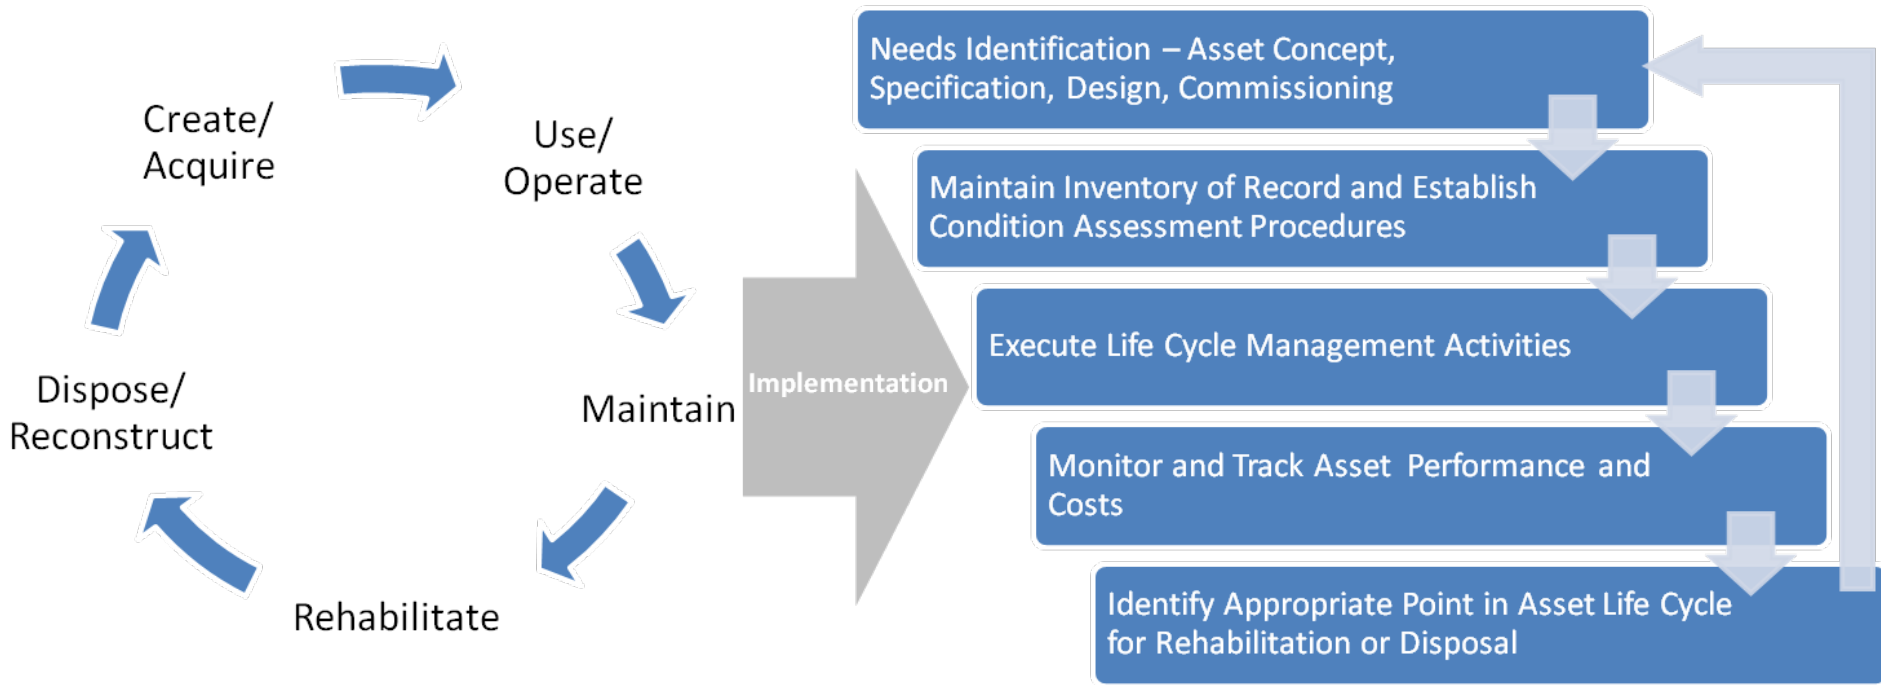 Create/
Acquire
Use/
Operate
Maintain
Rehabilitate
Dispose/
Reconstruct
Implementation
Needs Identification – Asset Concept,
Specification, Design, Commissioning
Maintain Inventory of Record and Establish
Condition Assessment Procedures
Execute Life Cycle Management Activities
Monitor and Track Asset Performance and
Costs
Identify Appropriate Point in Asset Life Cycle
for Rehabilitation or Disposal